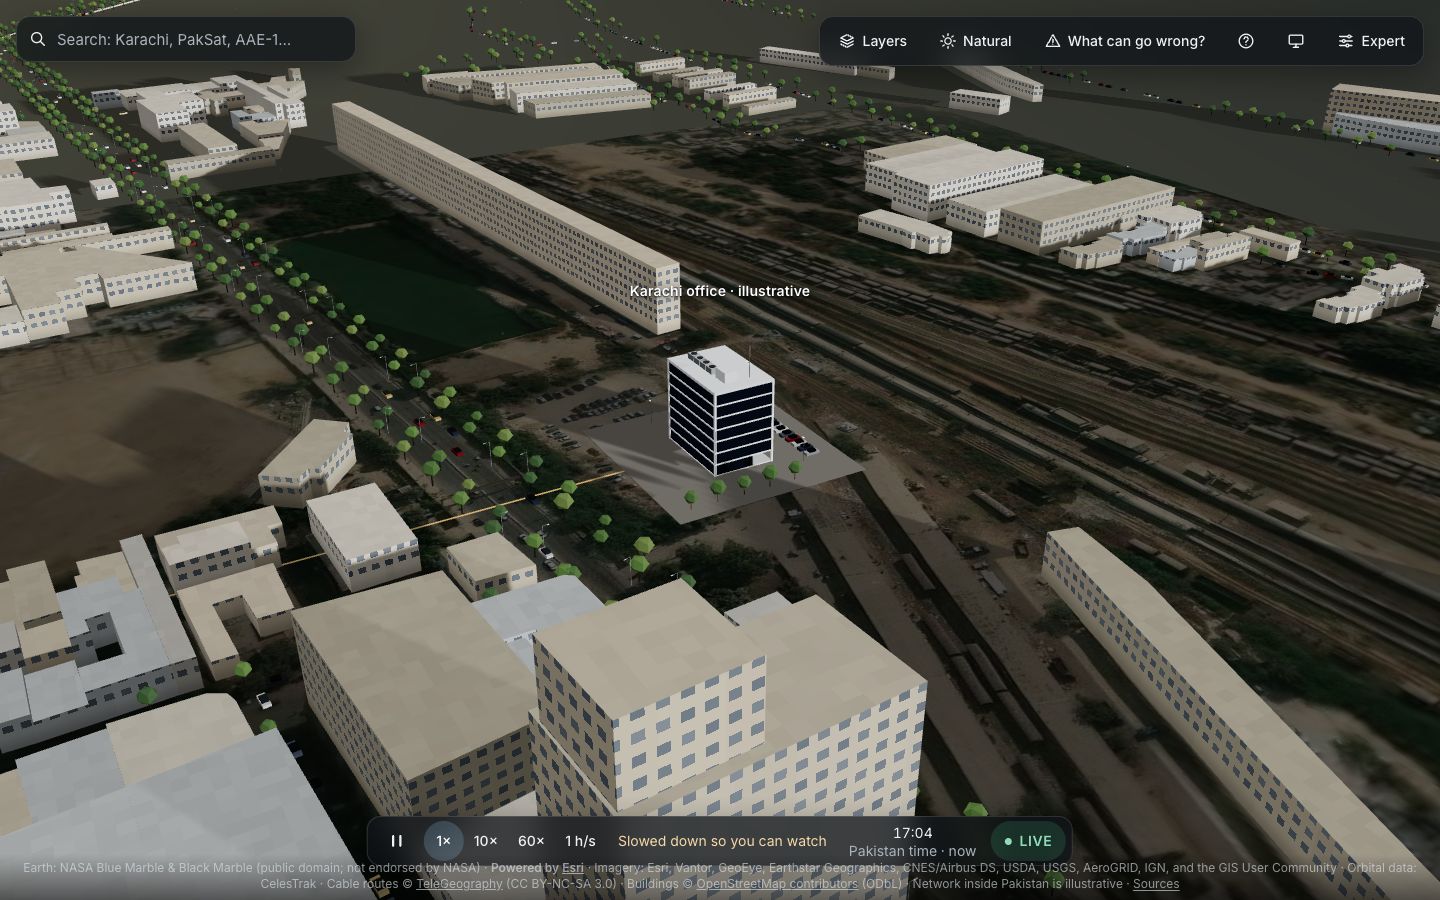 Search: Karachi, PakSat, AAE-1...
Layers
Natural
What can go wrong?
Expert
Karachi office · illustrative
1×
10×
60×
1 h/s
Slowed down so you can watch
17:04
Pakistan time · now
LIVE
Earth: NASA Blue Marble & Black Marble (public domain; not endorsed by NASA) · Powered by Esri · Imagery: Esri, Vantor, GeoEye, Earthstar Geographics, CNES/Airbus DS, USDA, USGS, AeroGRID, IGN, and the GIS User Community · Orbital data:
CelesTrak · Cable routes © TeleGeography (CC BY-NC-SA 3.0) · Buildings © OpenStreetMap contributors (ODbL) · Network inside Pakistan is illustrative · Sources